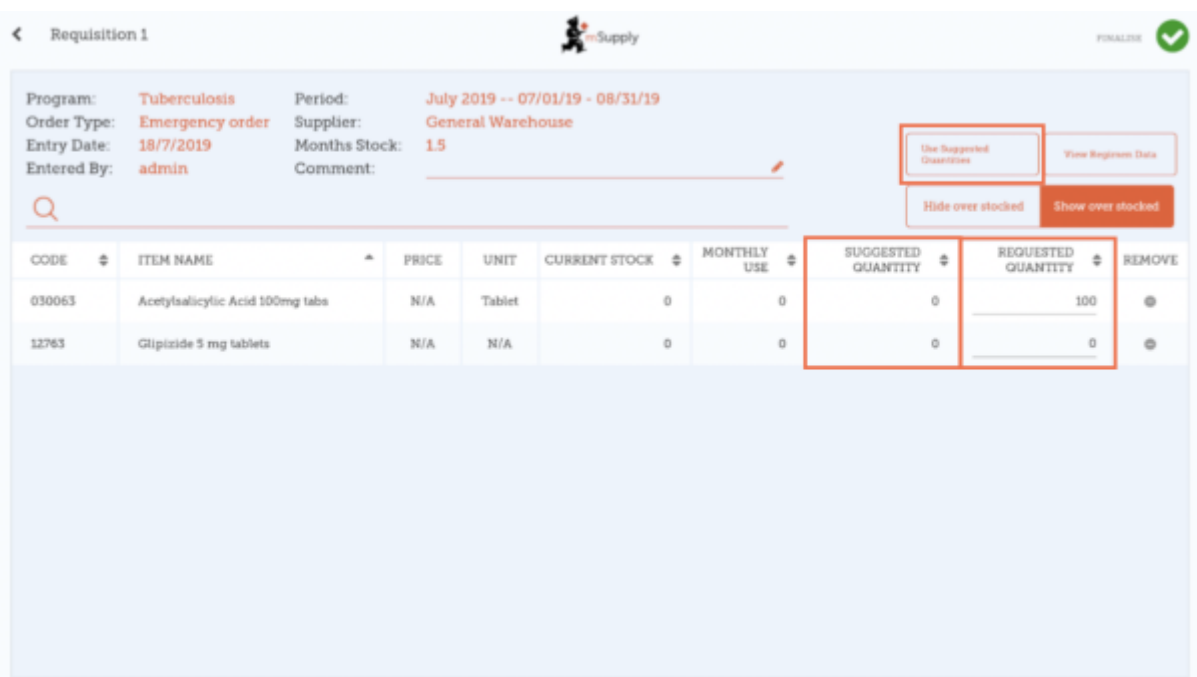 Requisition 1
mSupply
FINALISE
Program: Tuberculosis Period: July 2019 -- 07/01/19 - 08/31/19
Order Type: Emergency order Supplier: General Warehouse
Entry Date: 18/7/2019 Months Stock: 1.5
Entered By: admin Comment:
Use Suggested
Quantities
View Regimen Data
Hide over stocked Show over stocked
CODE ITEM NAME PRICE UNIT CURRENT STOCK MONTHLY USE SUGGESTED QUANTITY REQUESTED QUANTITY REMOVE
030063 Acetylsalicylic Acid 100mg tabs N/A Tablet 0 0 0 100
12763 Glipizide 5 mg tablets N/A N/A 0 0 0 0